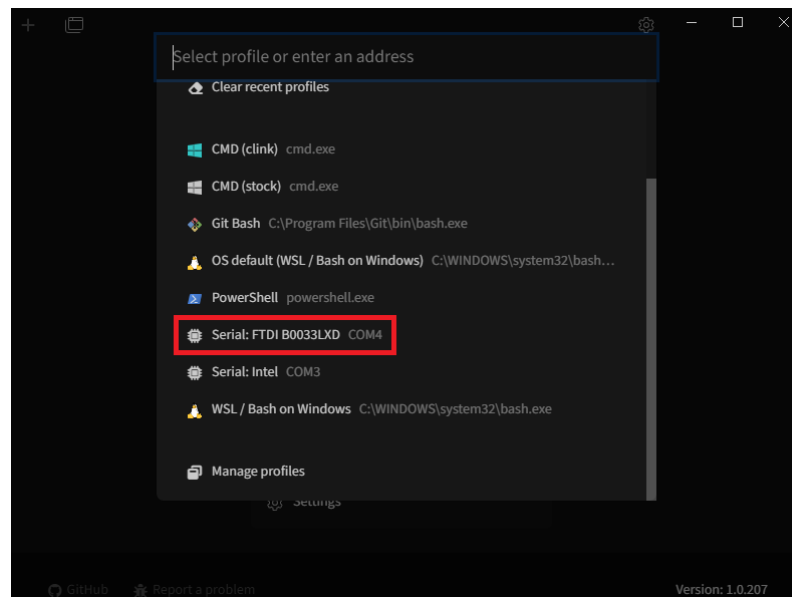 Select profile or enter an address
Clear recent profiles
CMD (clink) cmd.exe
CMD (stock) cmd.exe
Git Bash C:\Program Files\Git\bin\bash.exe
OS default (WSL / Bash on Windows) C:\WINDOWS\system32\bash...
PowerShell powershell.exe
Serial: FTDI B0033LXD COM4
Serial: Intel COM3
WSL / Bash on Windows C:\WINDOWS\system32\bash.exe
Manage profiles
Settings
GitHub Report a problem Version: 1.0.207